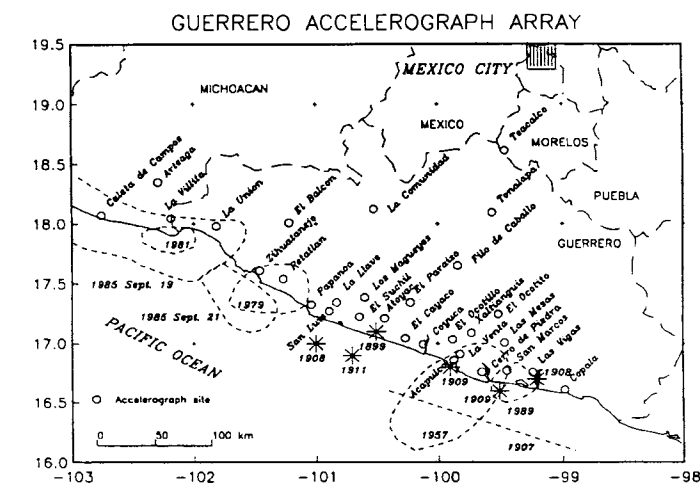 GUERRERO ACCELEROGRAPH ARRAY
19.5
19.0
18.5
18.0
17.5
17.0
16.5
16.0
-103
-102
-101
-100
-99
-98
MEXICO CITY
MICHOACAN
MEXICO
MORELOS
PUEBLA
GUERRERO
Teacalco
Caleta de Campos
Arteaga
La Villita
La Union
El Balcon
La Comunidad
Tonalapa
Filo de Caballo
Zihuatanejo
Petatlan
Papanoa
La Llave
Los Magueyes
El Suchil
Atoyac
El Paraiso
San Luis
El Cayaco
Coyuca
El Ocotillo
Xaltianguis
El Ocotito
La Venta
Cerro de Piedra
Las Mesas
San Marcos
Las Vigas
Copala
Acapulco
1981
1985 Sept. 19
1979
1985 Sept. 21
1899
1908
1911
1909
1909
1908
1989
1957
1907
PACIFIC OCEAN
Accelerograph site
0 50 100 km